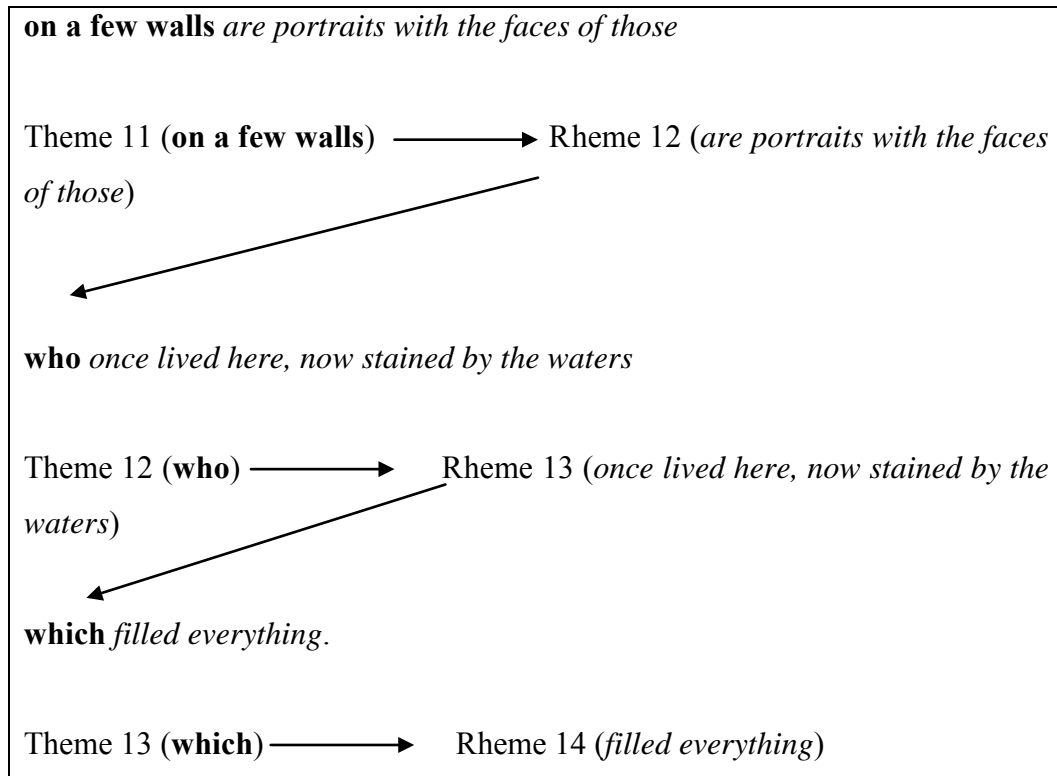 on a few walls are portraits with the faces of those
Theme 11 (on a few walls) Rheme 12 (are portraits with the faces
of those)
who once lived here, now stained by the waters
Theme 12 (who) Rheme 13 (once lived here, now stained by the
waters)
which filled everything.
Theme 13 (which) Rheme 14 (filled everything)